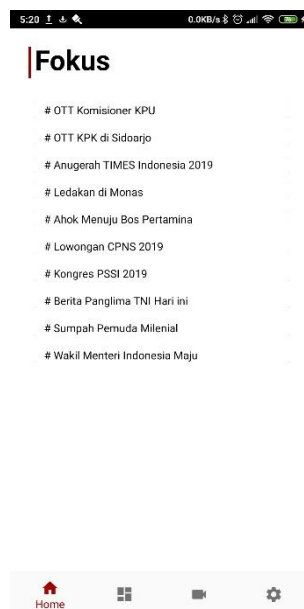 5:20
0.0KB/s
Fokus
# OTT Komisioner KPU
# OTT KPK di Sidoarjo
# Anugerah TIMES Indonesia 2019
# Ledakan di Monas
# Ahok Menuju Bos Pertamina
# Lowongan CPNS 2019
# Kongres PSSI 2019
# Berita Panglima TNI Hari ini
# Sumpah Pemuda Milenial
# Wakil Menteri Indonesia Maju
Home